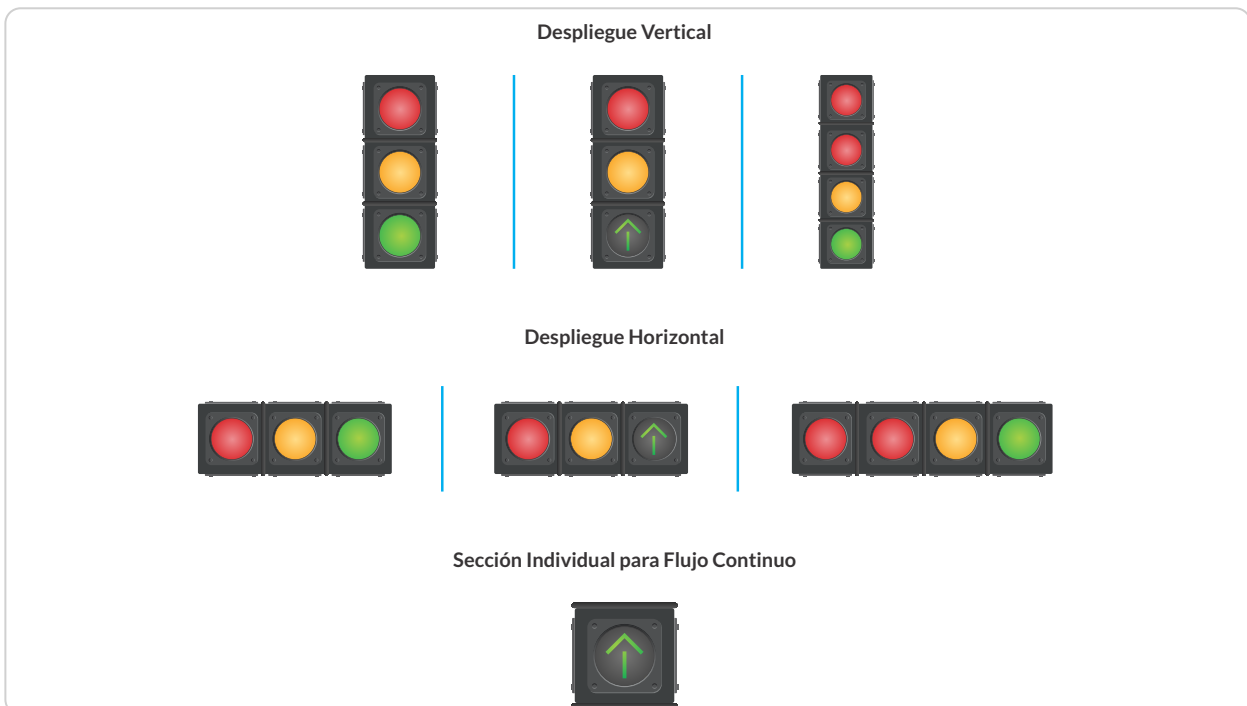 Despliegue Vertical
Despliegue Horizontal
Sección Individual para Flujo Continuo